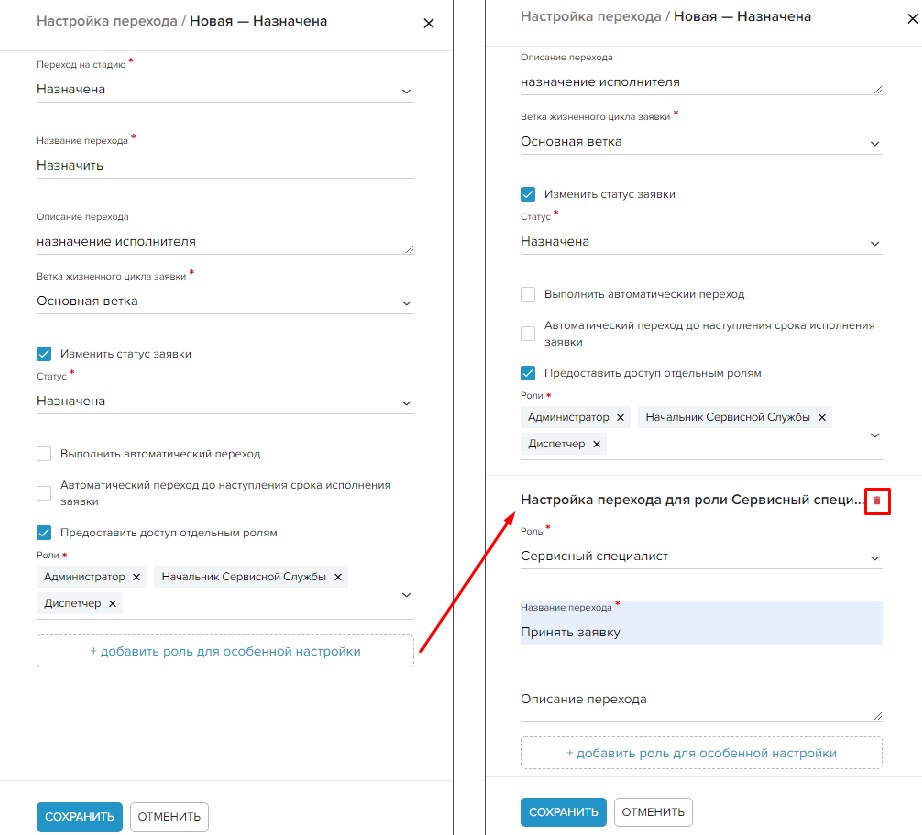 Настройка перехода / Новая — Назначена
Переход на стадию *
Назначена
Название перехода *
Назначить
Описание перехода
назначение исполнителя
Ветка жизненного цикла заявки *
Основная ветка
Изменить статус заявки
Статус *
Назначена
Выполнить автоматический переход
Автоматический переход до наступления срока исполнения
заявки
Предоставить доступ отдельным ролям
Роли *
Администратор × Начальник Сервисной Службы ×
Диспетчер ×
+ добавить роль для особенной настройки
СОХРАНИТЬ ОТМЕНИТЬ
Настройка перехода / Новая — Назначена
Описание перехода
назначение исполнителя
Ветка жизненного цикла заявки *
Основная ветка
Изменить статус заявки
Статус *
Назначена
Выполнить автоматический переход
Автоматический переход до наступления срока исполнения
заявки
Предоставить доступ отдельным ролям
Роли *
Администратор × Начальник Сервисной Службы ×
Диспетчер ×
Настройка перехода для роли Сервисный специ...
Роль *
Сервисный специалист
Название перехода *
Принять заявку
Описание перехода
+ добавить роль для особенной настройки
СОХРАНИТЬ ОТМЕНИТЬ